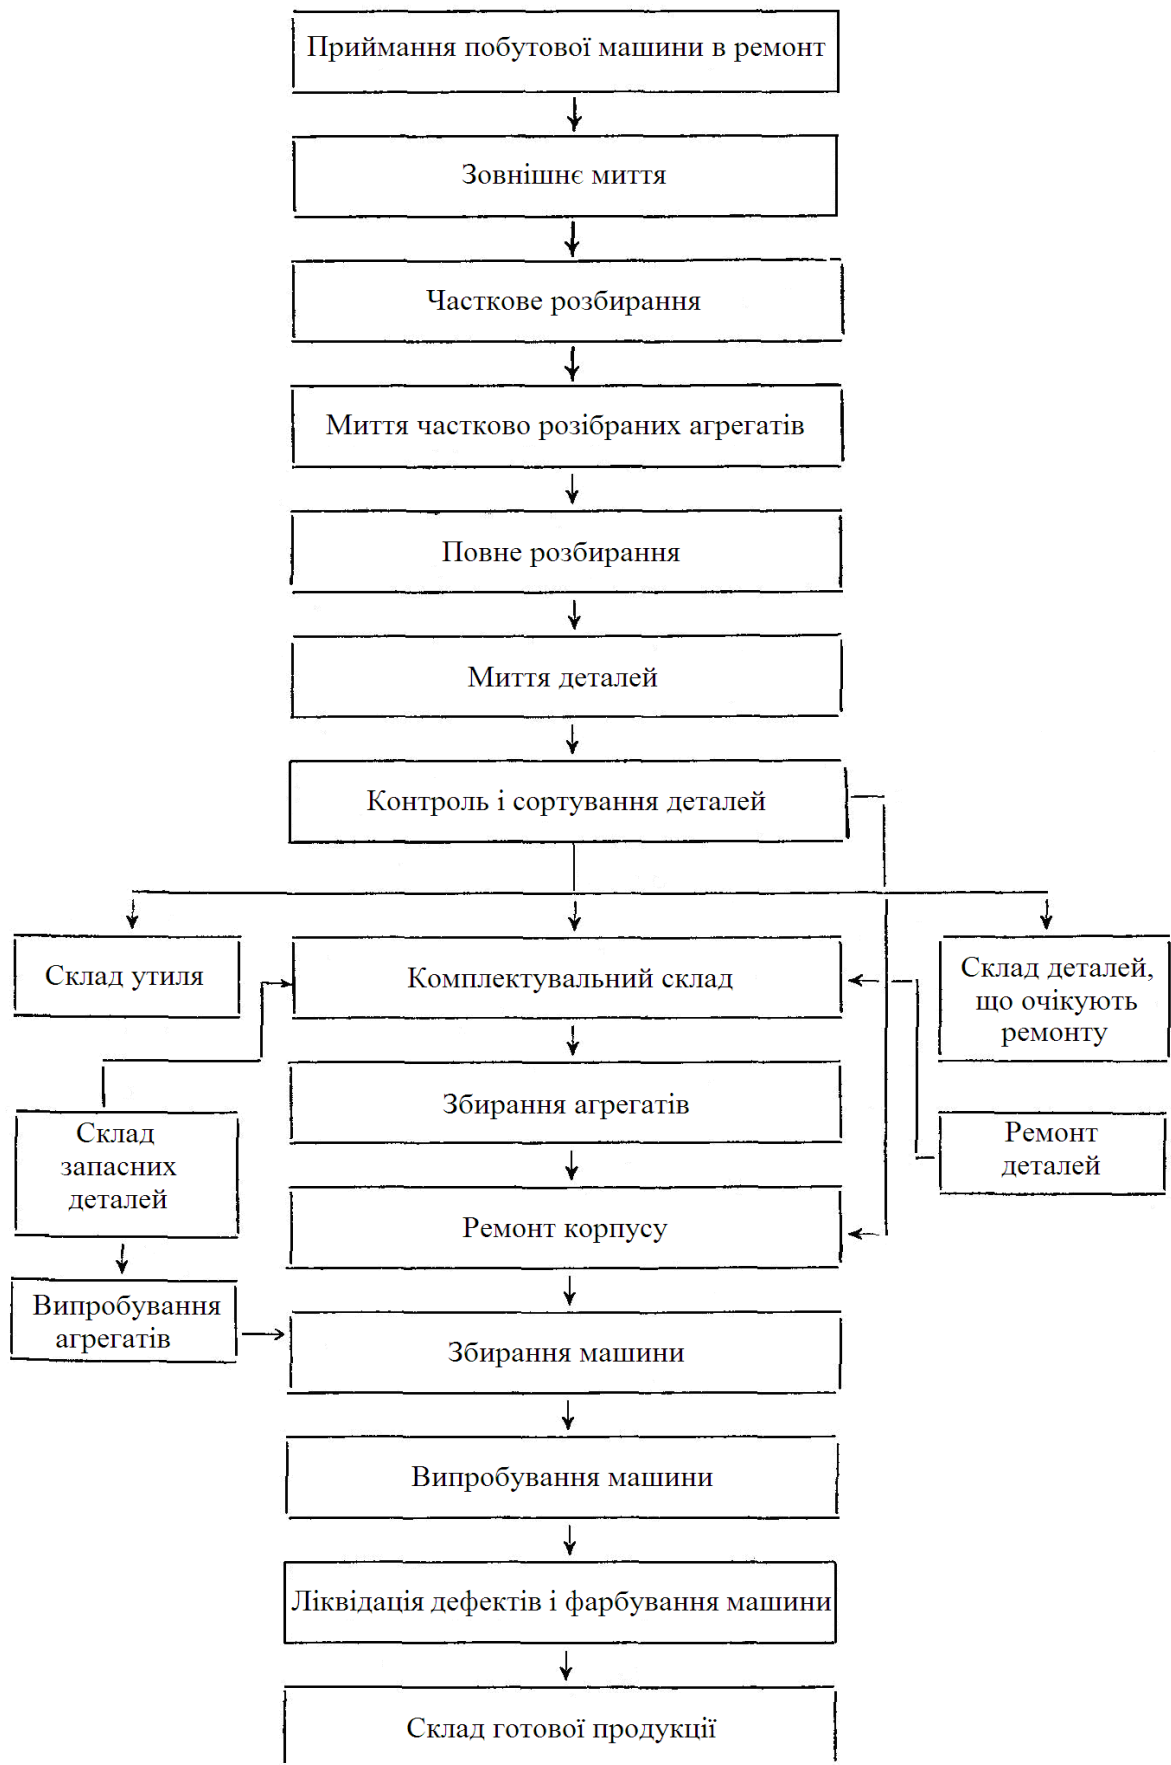 Приймання побутової машини в ремонт
Зовнішнє миття
Часткове розбирання
Миття частково розібраних агрегатів
Повне розбирання
Миття деталей
Контроль і сортування деталей
Склад утиля
Комплектувальний склад
Склад деталей,
що очікують
ремонту
Збирання агрегатів
Склад
запасних
деталей
Ремонт
деталей
Ремонт корпусу
Випробування
агрегатів
Збирання машини
Випробування машини
Ліквідація дефектів і фарбування машини
Склад готової продукції